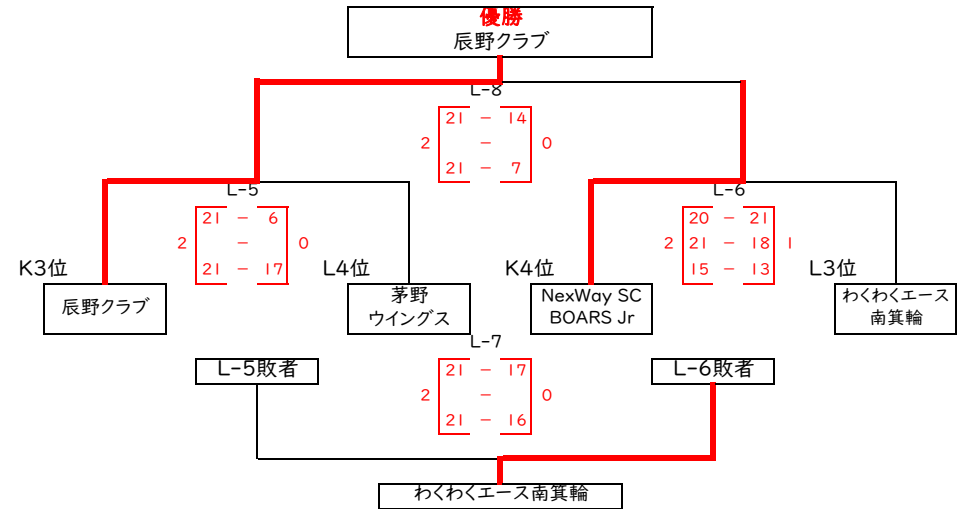 優勝
辰野クラブ
L-8
21 - 14
2 - 0
21 - 7
L-5
21 - 6
2 - 0
21 - 17
L-6
20 - 21
2 21 - 18 1
15 - 13
K3位
辰野クラブ
L4位
茅野
ウイングス
K4位
NexWay SC
BOARS Jr
L3位
わくわくエース
南箕輪
L-7
21 - 17
2 - 0
21 - 16
L-5敗者
L-6敗者
わくわくエース南箕輪